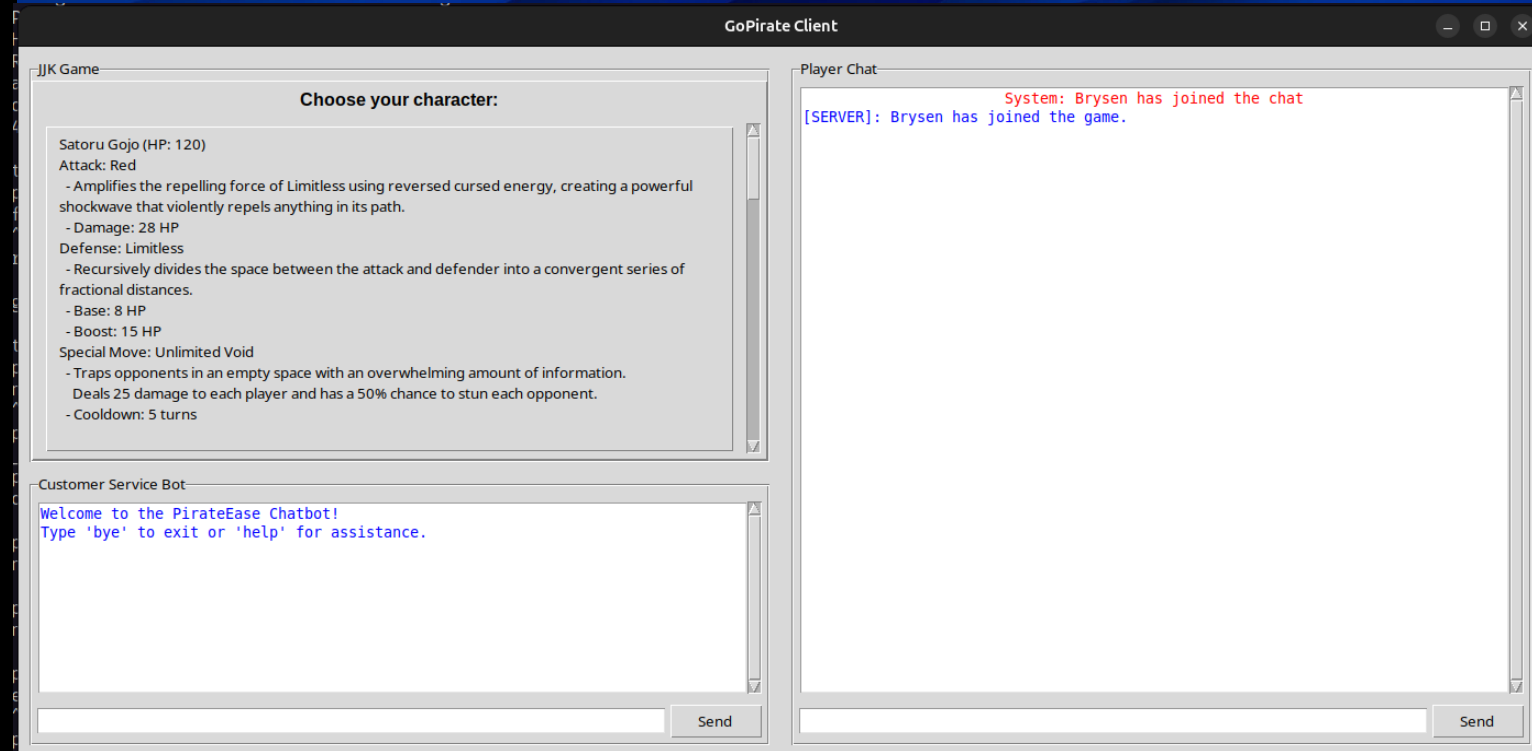 GoPirate Client
JJK Game
Choose your character:
Satoru Gojo (HP: 120)
Attack: Red
- Amplifies the repelling force of Limitless using reversed cursed energy, creating a powerful
shockwave that violently repels anything in its path.
- Damage: 28 HP
Defense: Limitless
- Recursively divides the space between the attack and defender into a convergent series of
fractional distances.
- Base: 8 HP
- Boost: 15 HP
Special Move: Unlimited Void
- Traps opponents in an empty space with an overwhelming amount of information.
Deals 25 damage to each player and has a 50% chance to stun each opponent.
- Cooldown: 5 turns
Customer Service Bot
Welcome to the PirateEase Chatbot!
Type 'bye' to exit or 'help' for assistance.
Send
Player Chat
System: Brysen has joined the chat
[SERVER]: Brysen has joined the game.
Send